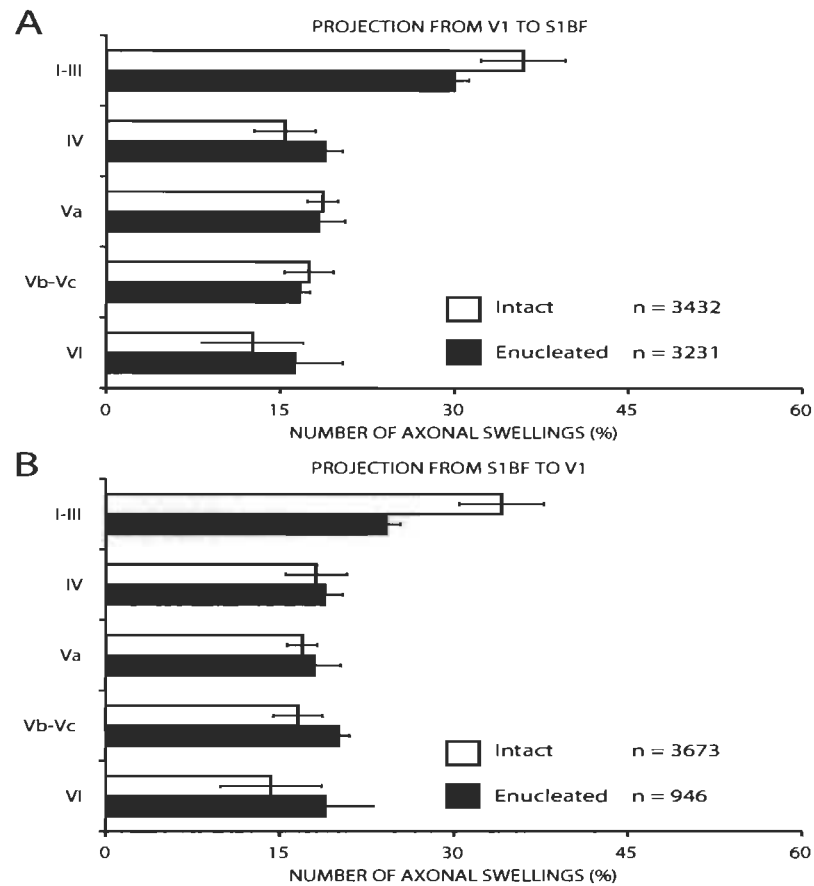 A
PROJECTION FROM V1 TO S1BF
I-III
IV
Va
Vb-Vc
VI
Intact n = 3432
Enucleated n = 3231
0 15 30 45 60
NUMBER OF AXONAL SWELLINGS (%)
B
PROJECTION FROM S1BF TO V1
I-III
IV
Va
Vb-Vc
VI
Intact n = 3673
Enucleated n = 946
0 15 30 45 60
NUMBER OF AXONAL SWELLINGS (%)